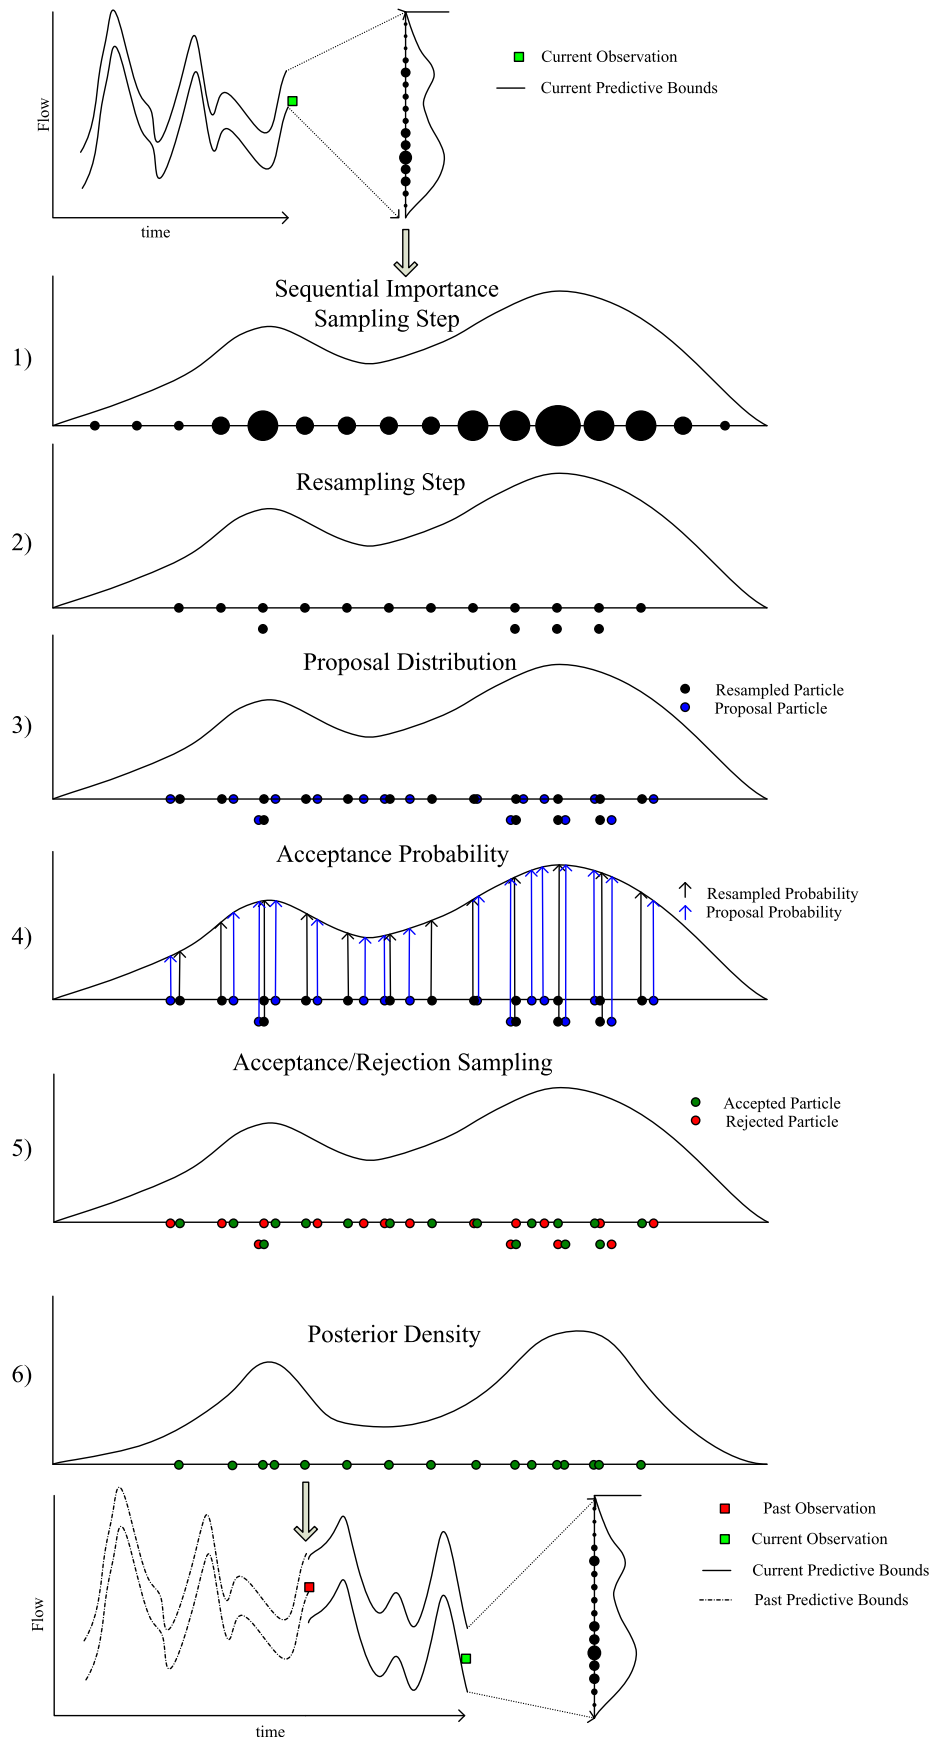 Flow
time
Current Observation
Current Predictive Bounds
Sequential Importance
Sampling Step
1)
Resampling Step
2)
Proposal Distribution
Resampled Particle
Proposal Particle
3)
Acceptance Probability
Resampled Probability
Proposal Probability
4)
Acceptance/Rejection Sampling
Accepted Particle
Rejected Particle
5)
Posterior Density
6)
Past Observation
Current Observation
Current Predictive Bounds
Past Predictive Bounds
Flow
time